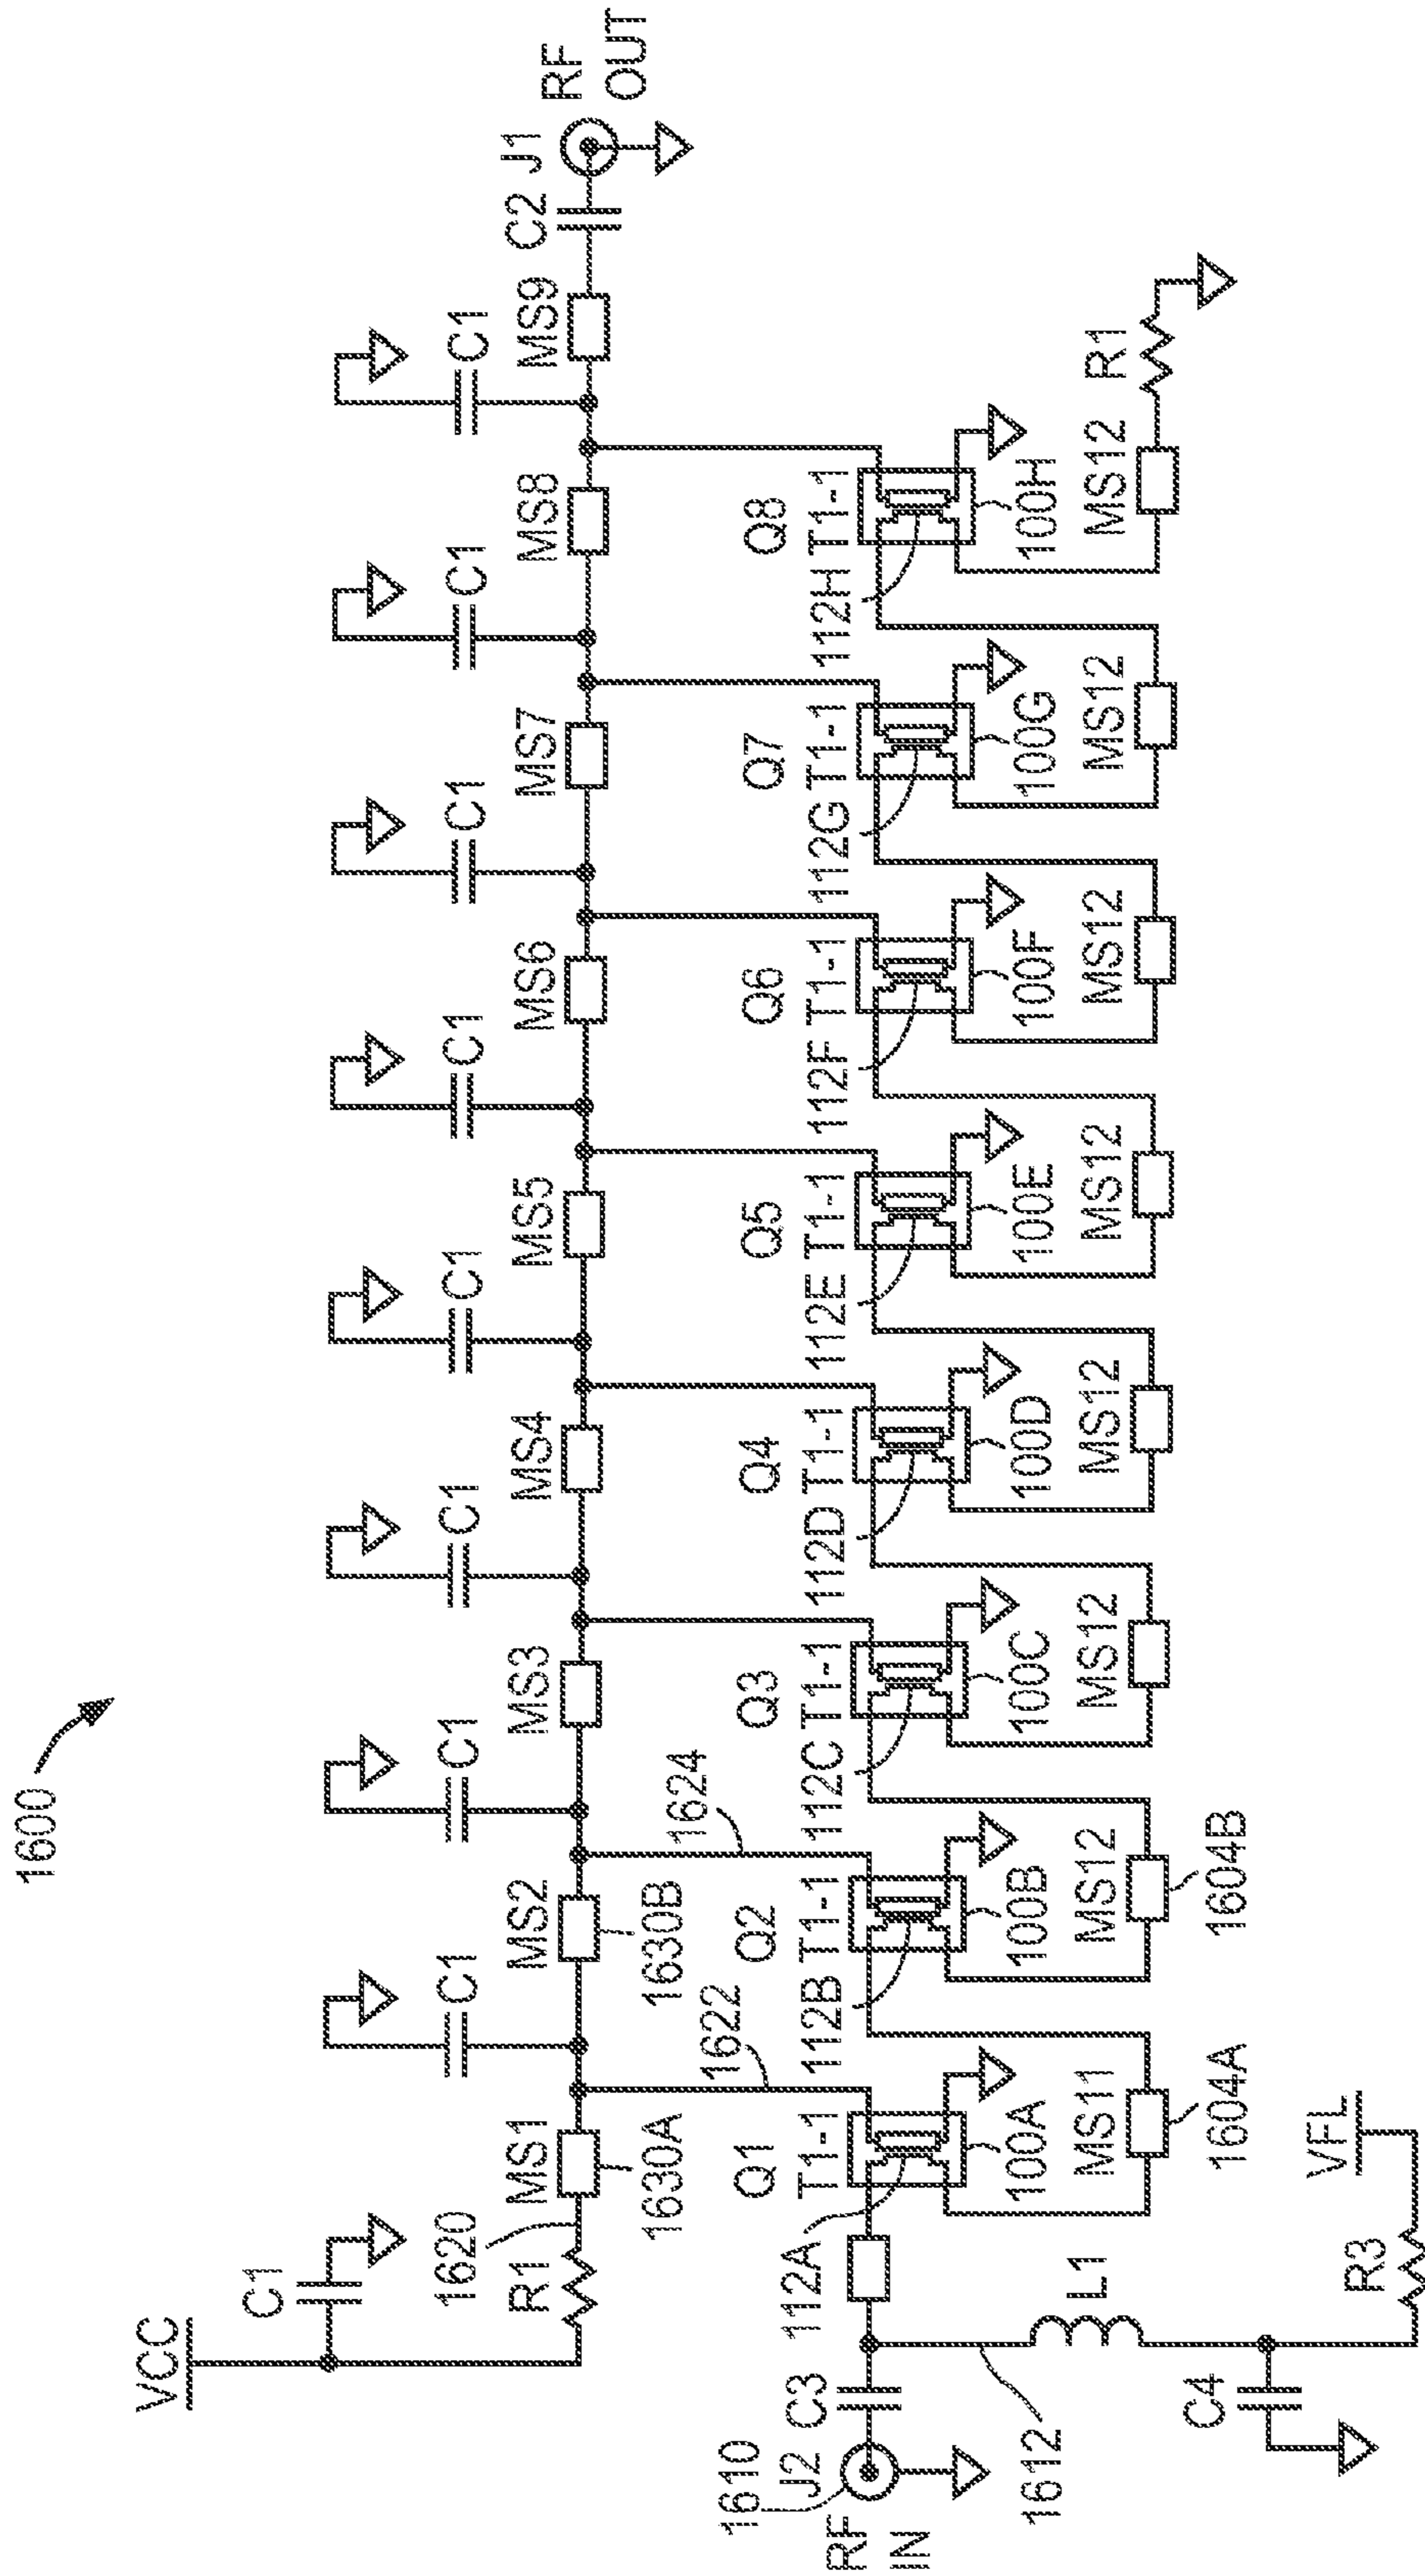 1600
VCC
C1
1620
R1
MS1
1630A
C1
MS2
1630B
C1
MS3
C1
MS4
C1
MS5
C1
MS6
C1
MS7
C1
MS8
C1
MS9
C2
J1
RF
OUT
1622
1624
Q1
T1-1
112A
100A
Q2
T1-1
112B
100B
Q3
T1-1
112C
100C
Q4
T1-1
112D
100D
Q5
T1-1
112E
100E
Q6
T1-1
112F
100F
Q7
T1-1
112G
100G
Q8
T1-1
112H
100H
MS11
1604A
MS12
1604B
MS12
MS12
MS12
MS12
MS12
MS12
R1
1610
J2
RF
IN
C3
1612
L1
C4
R3
VFL